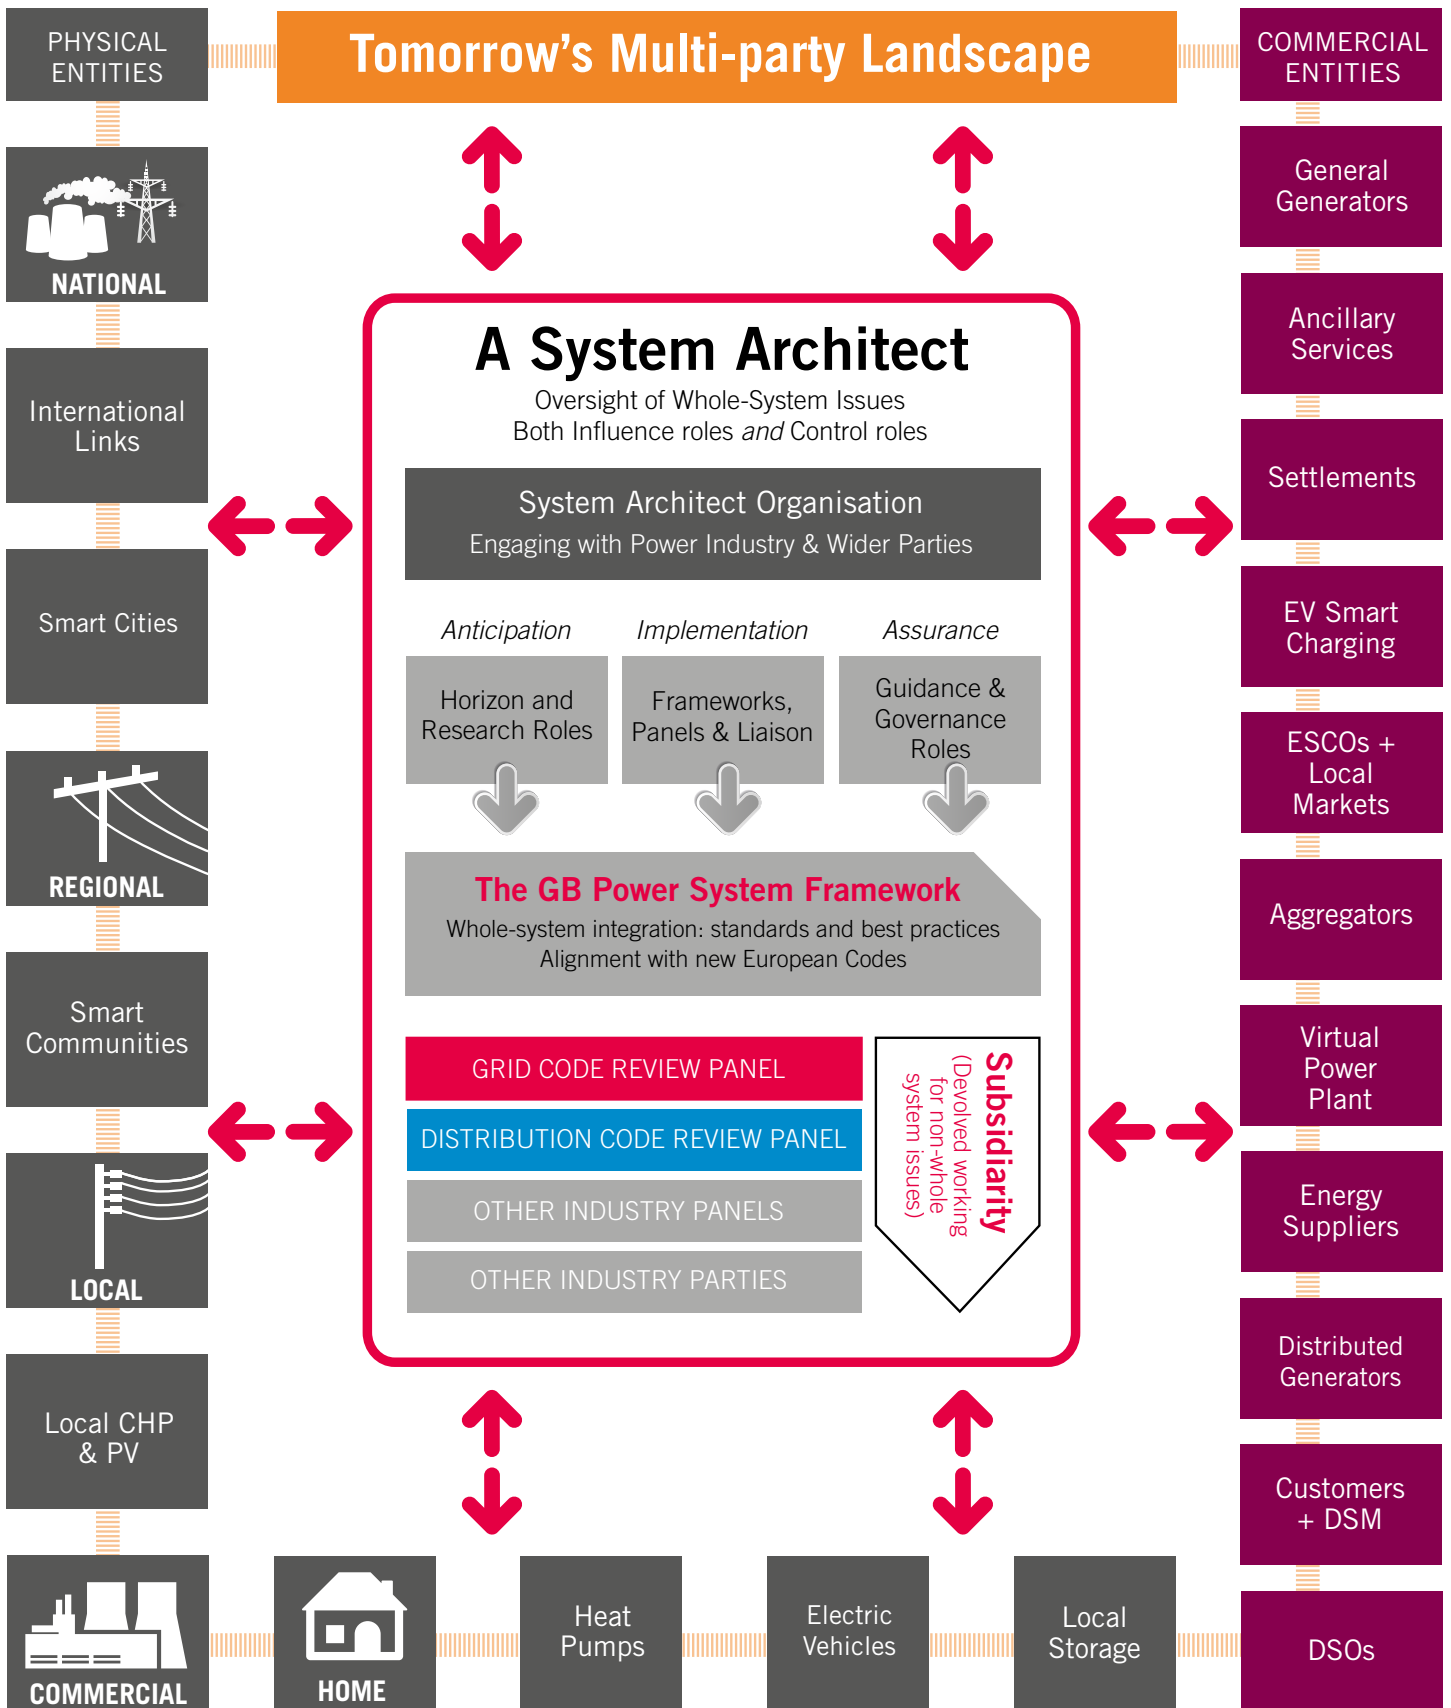 PHYSICAL
ENTITIES
Tomorrow's Multi-party Landscape
COMMERCIAL
ENTITIES
NATIONAL
International
Links
Smart Cities
REGIONAL
Smart
Communities
LOCAL
Local CHP
& PV
COMMERCIAL
HOME
Heat
Pumps
Electric
Vehicles
Local
Storage
A System Architect
Oversight of Whole-System Issues
Both Influence roles and Control roles
System Architect Organisation
Engaging with Power Industry & Wider Parties
Anticipation
Implementation
Assurance
Horizon and
Research Roles
Frameworks,
Panels & Liaison
Guidance &
Governance
Roles
The GB Power System Framework
Whole-system integration: standards and best practices
Alignment with new European Codes
GRID CODE REVIEW PANEL
DISTRIBUTION CODE REVIEW PANEL
OTHER INDUSTRY PANELS
OTHER INDUSTRY PARTIES
Subsidiarity
(Devolved working
for non-whole
system issues)
General
Generators
Ancillary
Services
Settlements
EV Smart
Charging
ESCOs +
Local
Markets
Aggregators
Virtual
Power
Plant
Energy
Suppliers
Distributed
Generators
Customers
+ DSM
DSOs